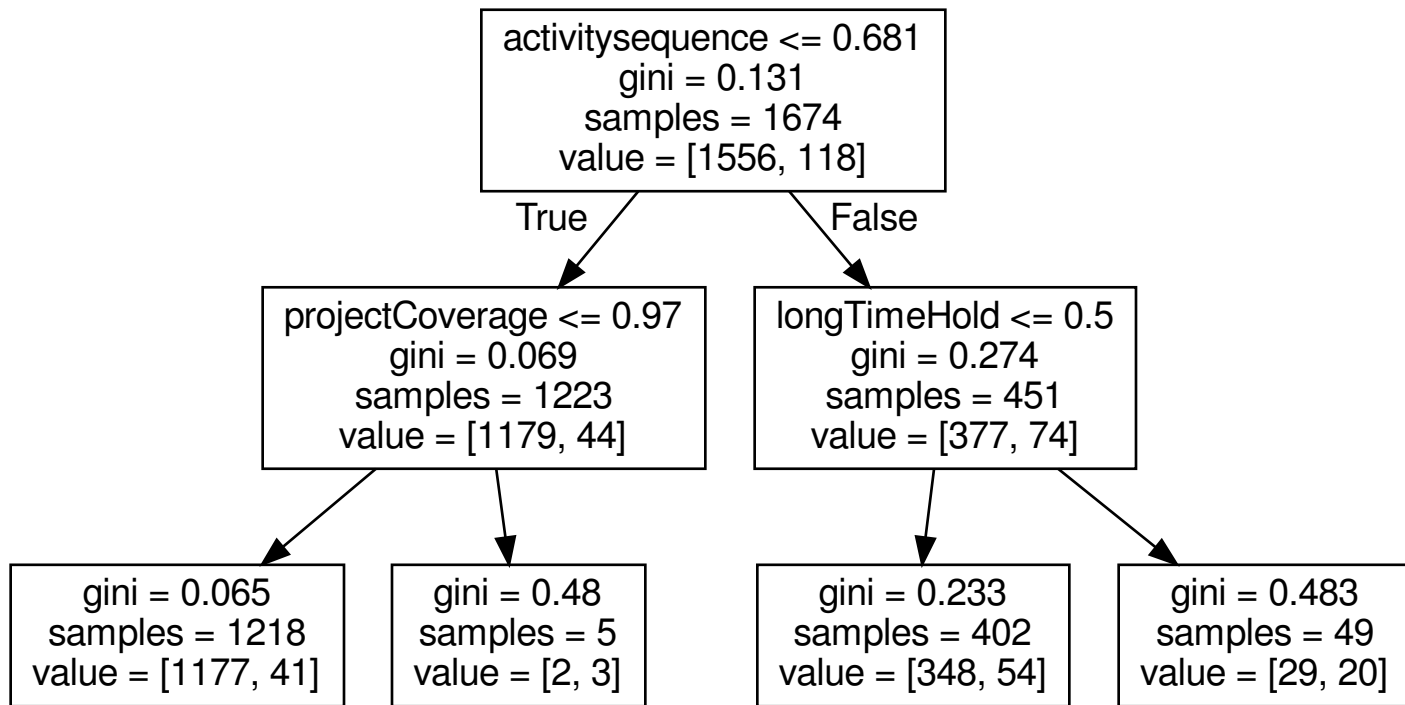 activitysequence <= 0.681
gini = 0.131
samples = 1674
value = [1556, 118]
True
False
projectCoverage <= 0.97
gini = 0.069
samples = 1223
value = [1179, 44]
longTimeHold <= 0.5
gini = 0.274
samples = 451
value = [377, 74]
gini = 0.065
samples = 1218
value = [1177, 41]
gini = 0.48
samples = 5
value = [2, 3]
gini = 0.233
samples = 402
value = [348, 54]
gini = 0.483
samples = 49
value = [29, 20]